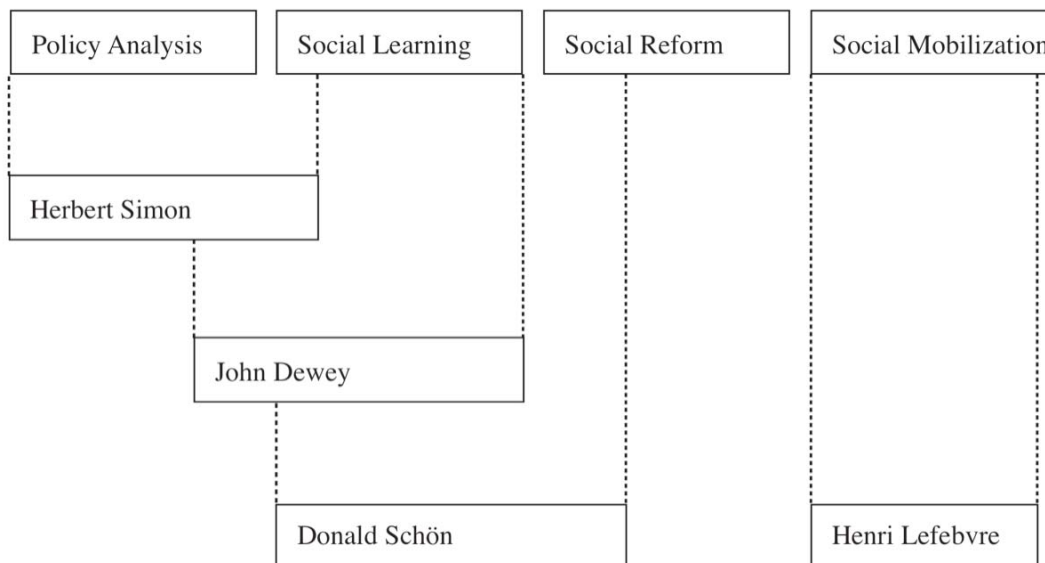 Policy Analysis
Social Learning
Social Reform
Social Mobilization
Herbert Simon
John Dewey
Donald Schön
Henri Lefebvre